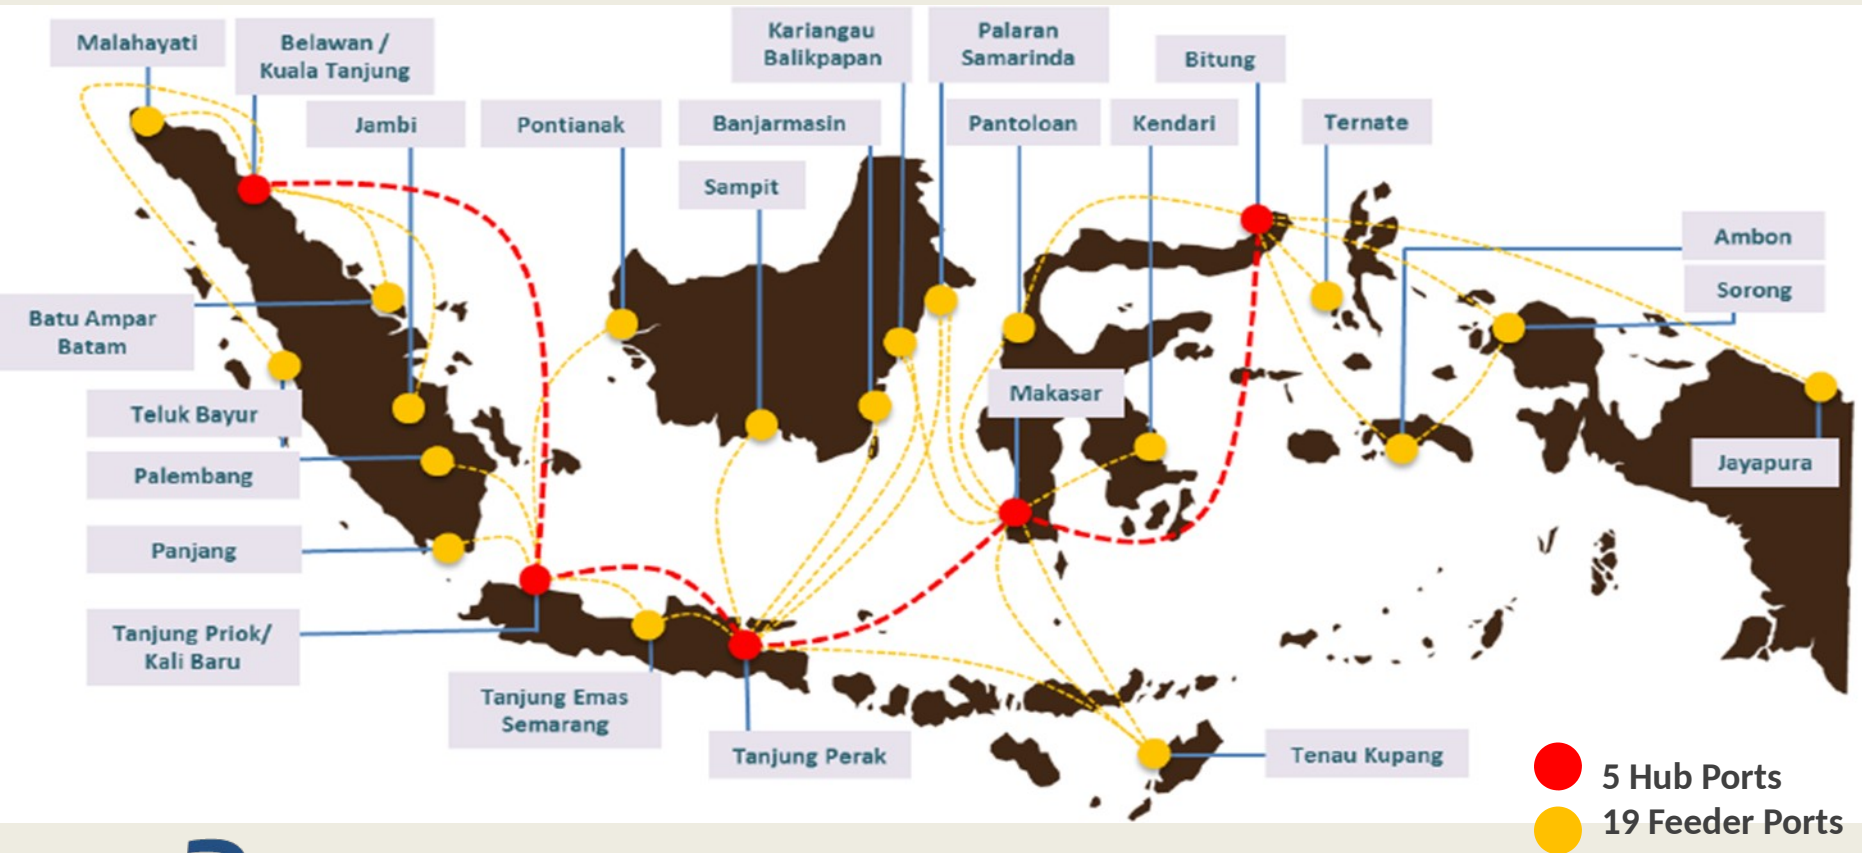 Malahayati
Belawan /
Kuala Tanjung
Jambi
Pontianak
Kariangau
Balikpapan
Banjarmasin
Sampit
Palaran
Samarinda
Pantoloan
Kendari
Bitung
Ternate
Ambon
Sorong
Batu Ampar
Batam
Teluk Bayur
Makasar
Palembang
Jayapura
Panjang
Tanjung Priok/
Kali Baru
Tanjung Emas
Semarang
Tanjung Perak
Tenau Kupang
5 Hub Ports
19 Feeder Ports